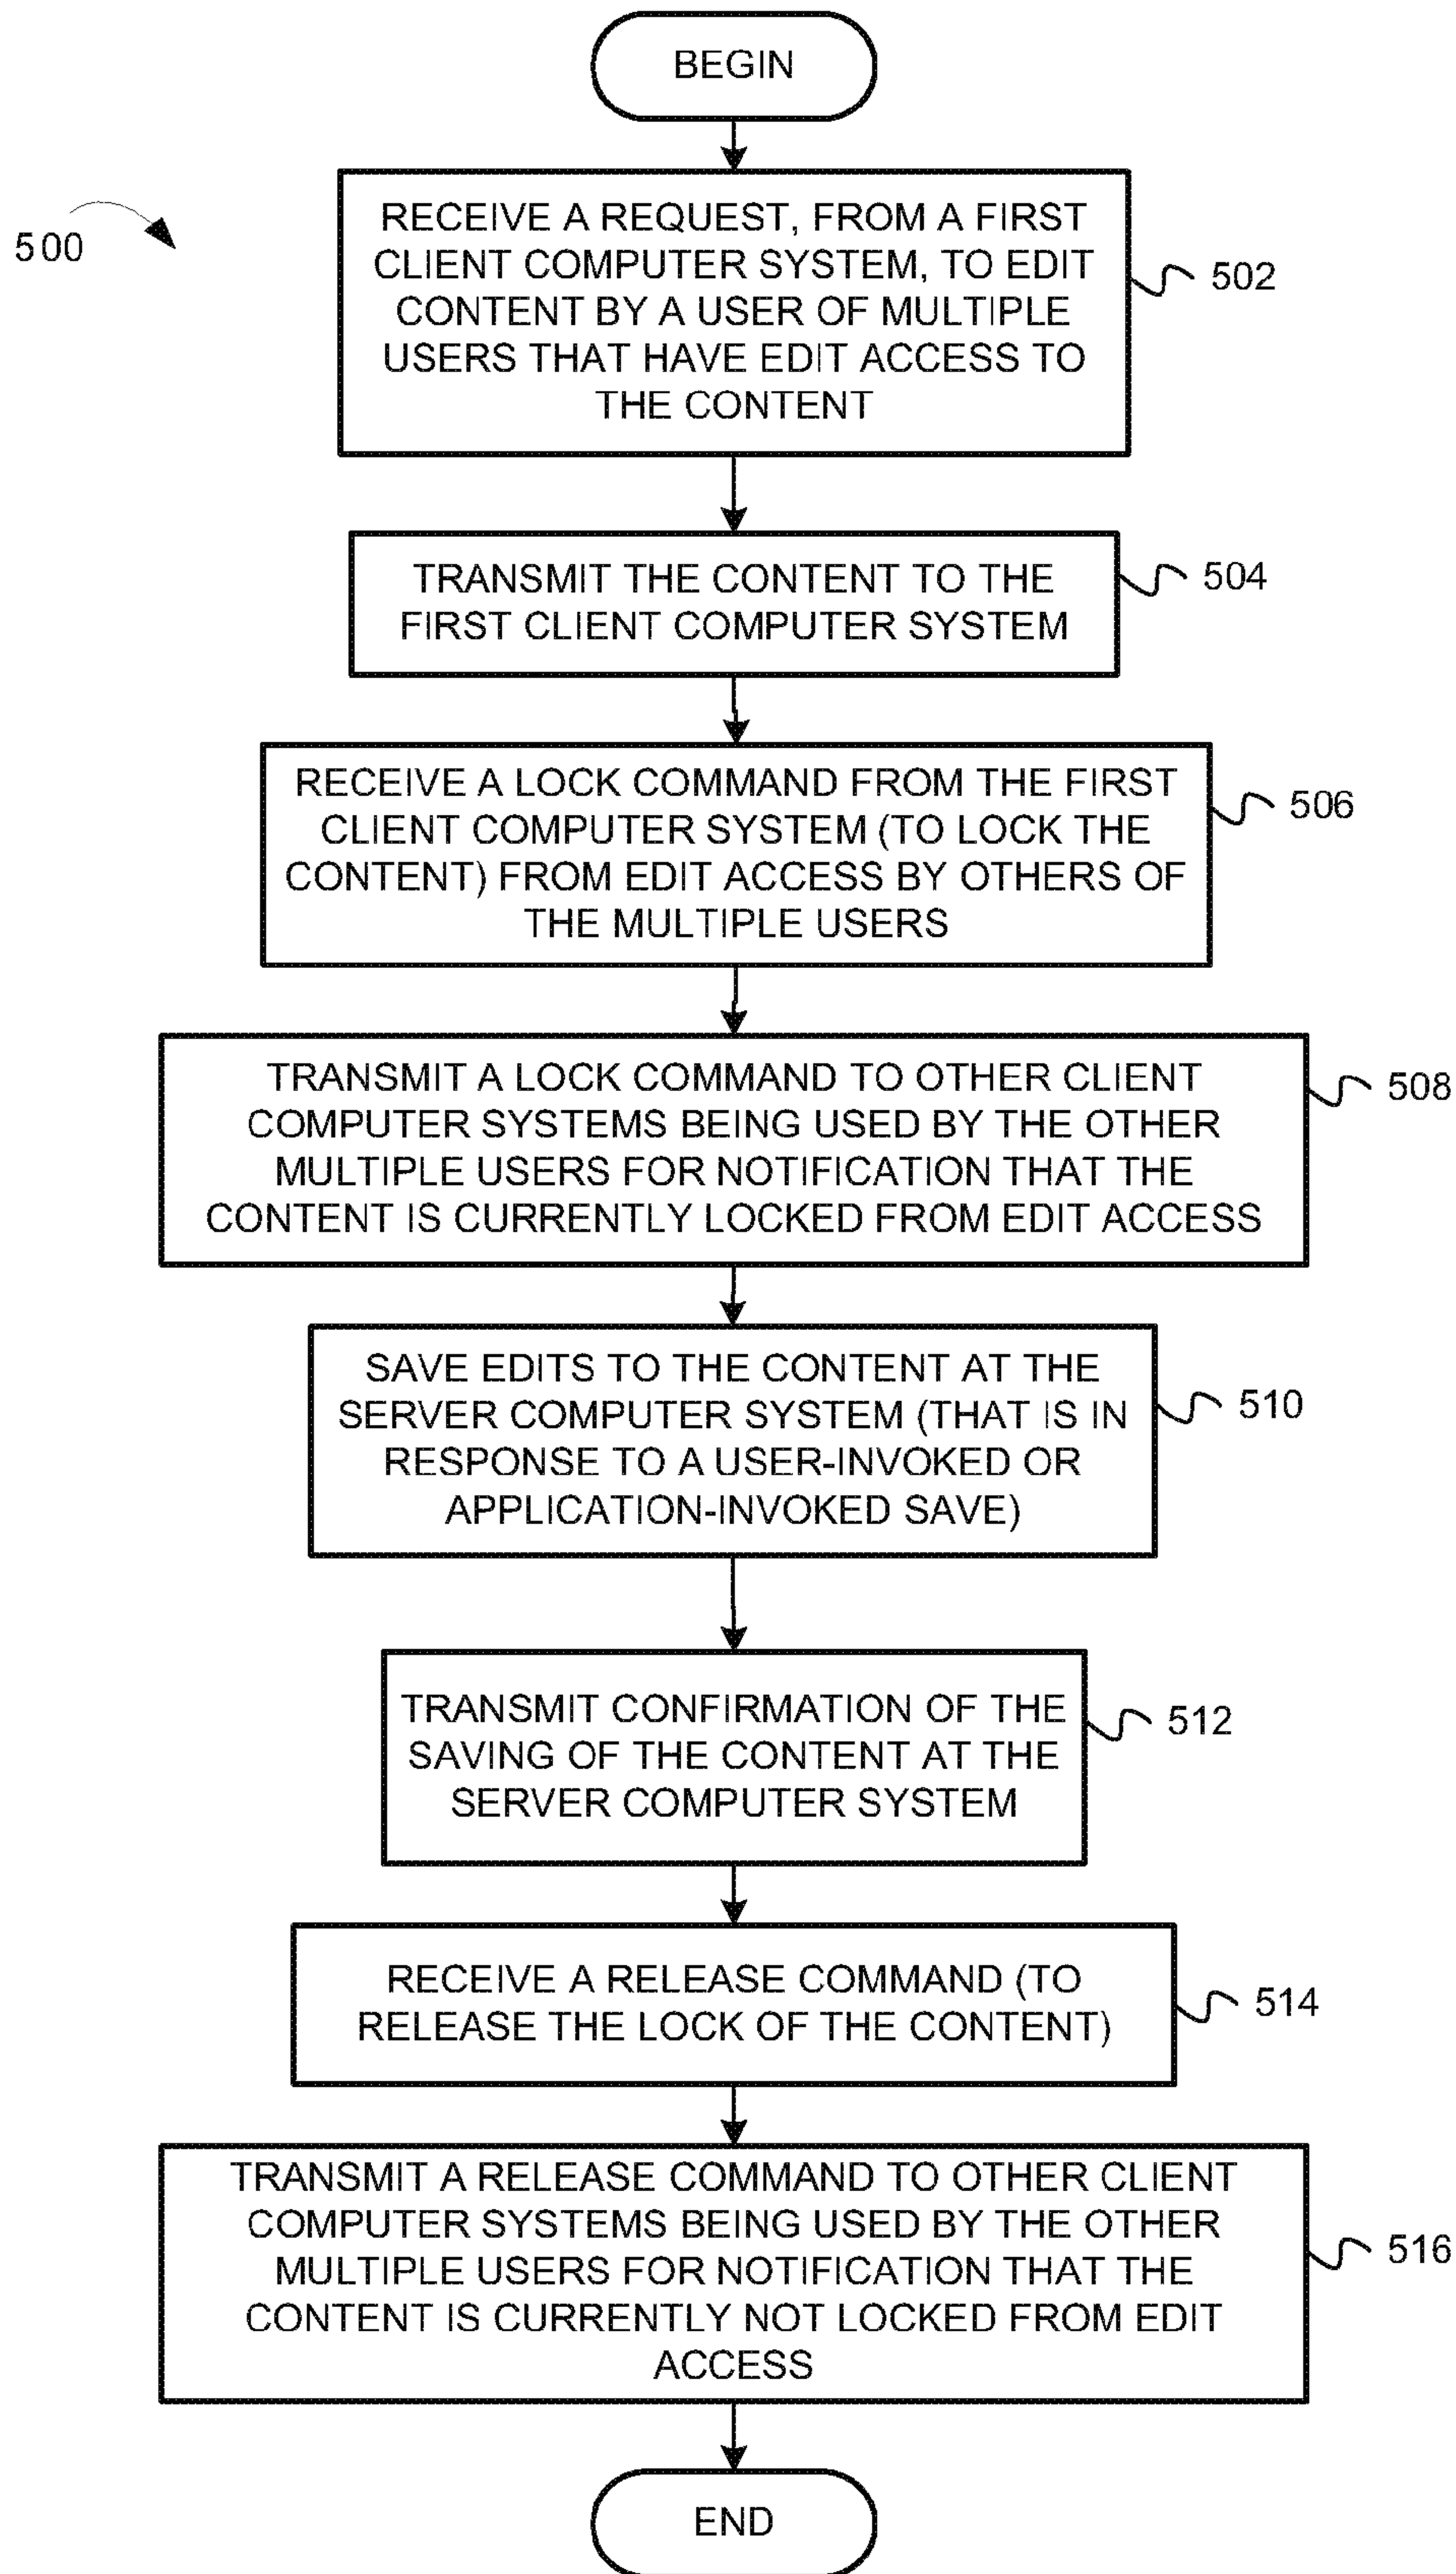 BEGIN
500
RECEIVE A REQUEST, FROM A FIRST
CLIENT COMPUTER SYSTEM, TO EDIT
CONTENT BY A USER OF MULTIPLE
USERS THAT HAVE EDIT ACCESS TO
THE CONTENT
502
TRANSMIT THE CONTENT TO THE
FIRST CLIENT COMPUTER SYSTEM
504
RECEIVE A LOCK COMMAND FROM THE FIRST
CLIENT COMPUTER SYSTEM (TO LOCK THE
CONTENT) FROM EDIT ACCESS BY OTHERS OF
THE MULTIPLE USERS
506
TRANSMIT A LOCK COMMAND TO OTHER CLIENT
COMPUTER SYSTEMS BEING USED BY THE OTHER
MULTIPLE USERS FOR NOTIFICATION THAT THE
CONTENT IS CURRENTLY LOCKED FROM EDIT ACCESS
508
SAVE EDITS TO THE CONTENT AT THE
SERVER COMPUTER SYSTEM (THAT IS IN
RESPONSE TO A USER-INVOKED OR
APPLICATION-INVOKED SAVE)
510
TRANSMIT CONFIRMATION OF THE
SAVING OF THE CONTENT AT THE
SERVER COMPUTER SYSTEM
512
RECEIVE A RELEASE COMMAND (TO
RELEASE THE LOCK OF THE CONTENT)
514
TRANSMIT A RELEASE COMMAND TO OTHER CLIENT
COMPUTER SYSTEMS BEING USED BY THE OTHER
MULTIPLE USERS FOR NOTIFICATION THAT THE
CONTENT IS CURRENTLY NOT LOCKED FROM EDIT
ACCESS
516
END